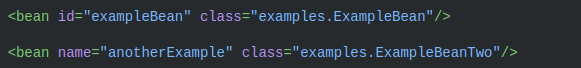 <bean id="exampleBean" class="examples.ExampleBean"/>
<bean name="anotherExample" class="examples.ExampleBeanTwo"/>